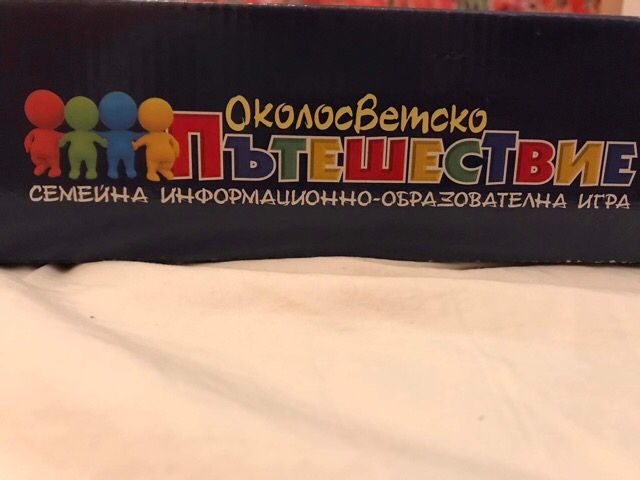 Околосветско
Пътешествие
СЕМЕЙНА ИНФОРМАЦИОННО-ОБРАЗОВАТЕЛНА ИГРА